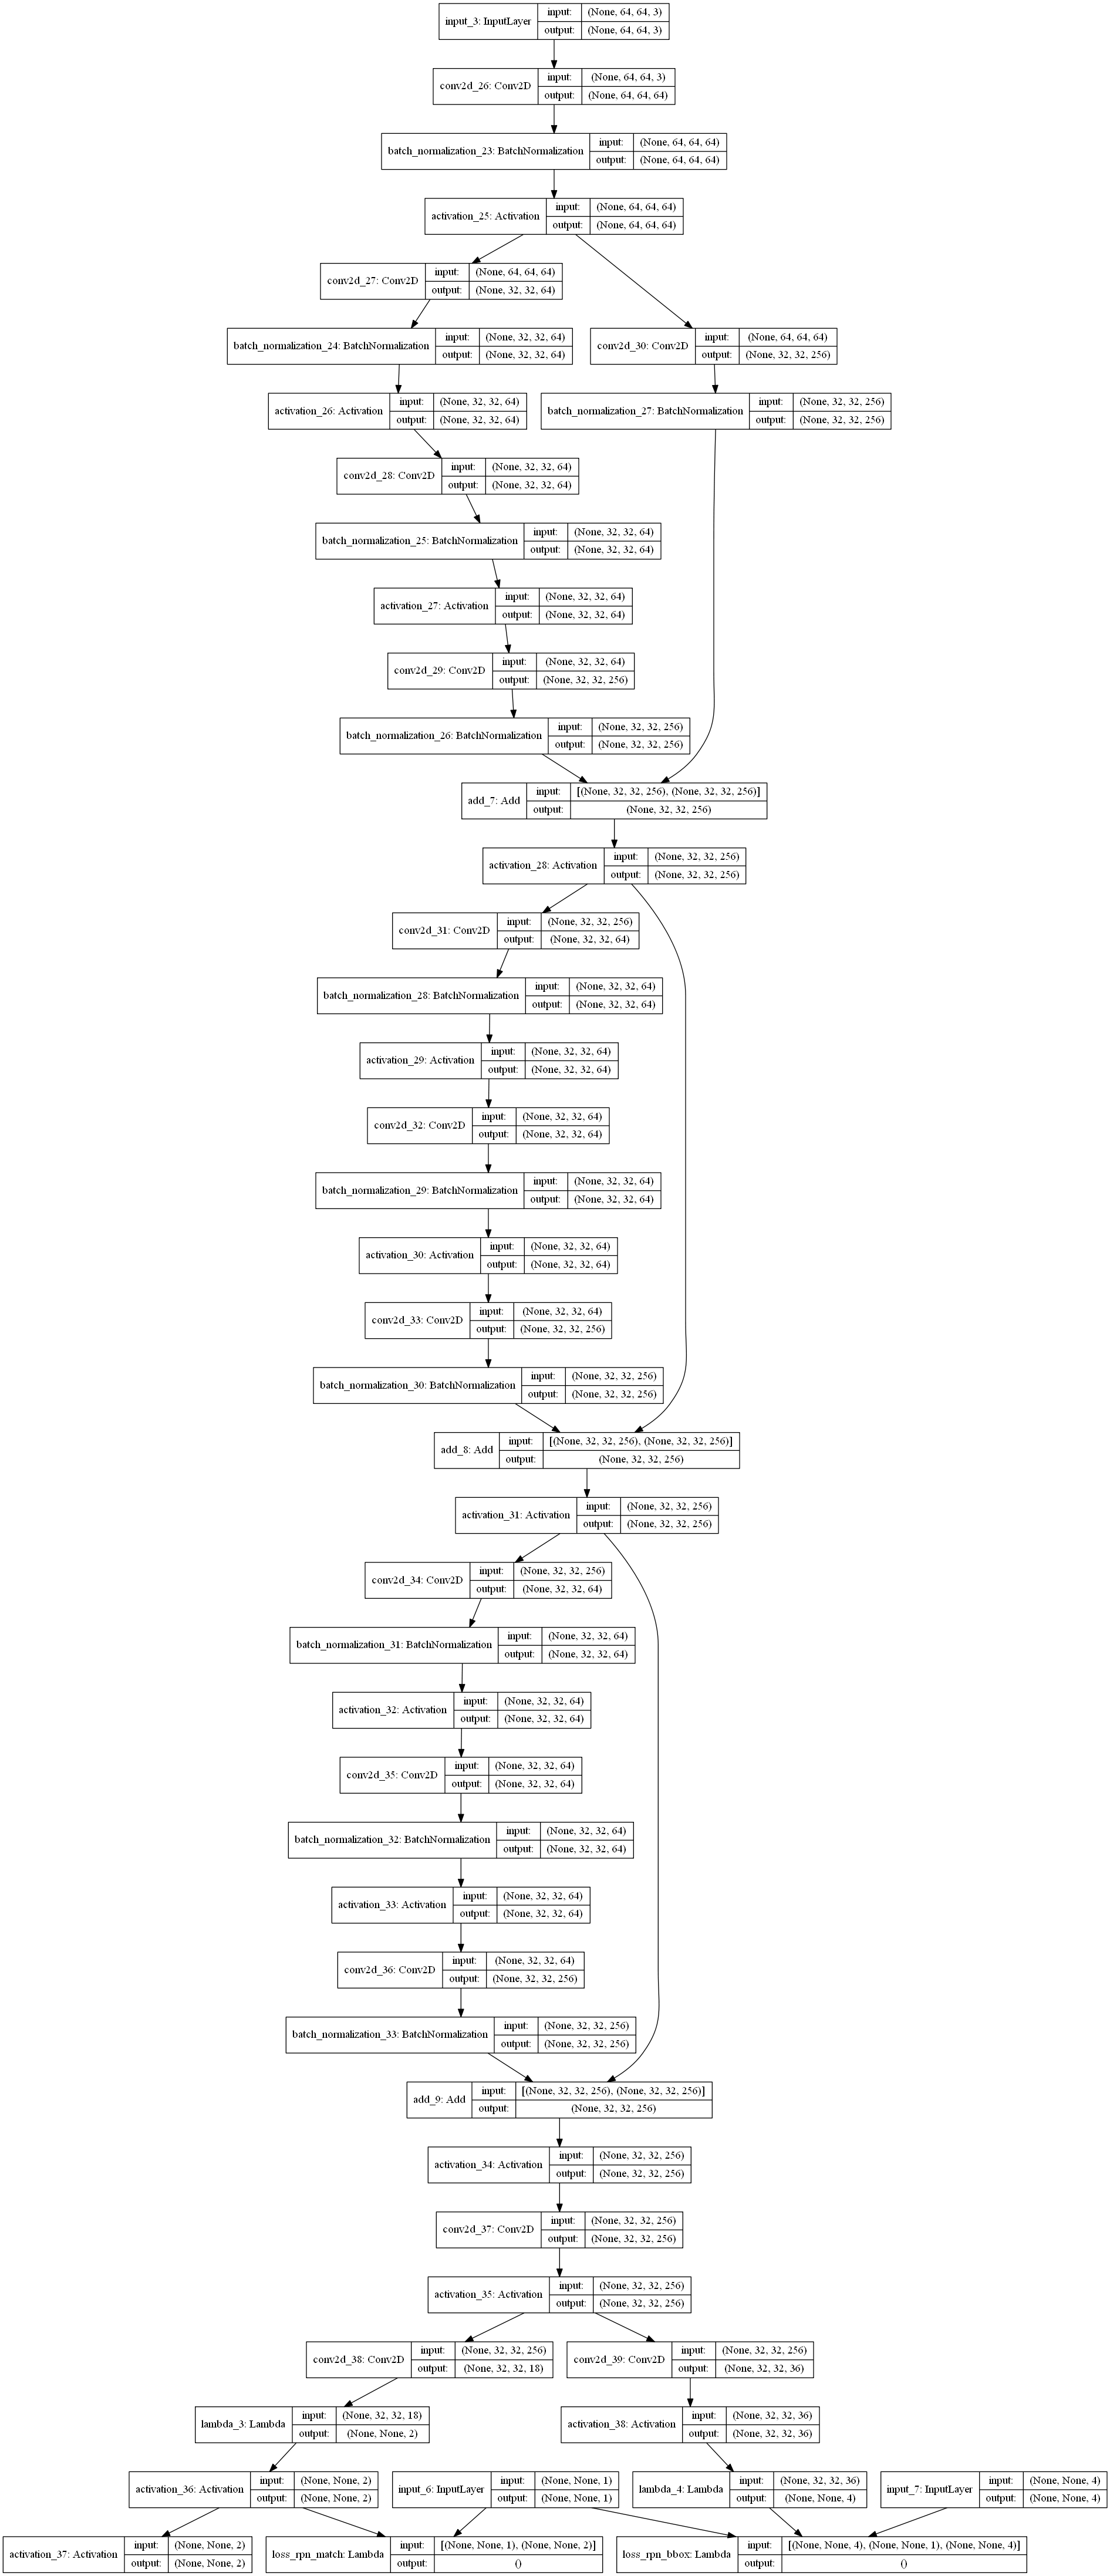 input_3: InputLayer
input: (None, 64, 64, 3)
output: (None, 64, 64, 3)
conv2d_26: Conv2D
input: (None, 64, 64, 3)
output: (None, 64, 64, 64)
batch_normalization_23: BatchNormalization
input: (None, 64, 64, 64)
output: (None, 64, 64, 64)
activation_25: Activation
input: (None, 64, 64, 64)
output: (None, 64, 64, 64)
conv2d_27: Conv2D
input: (None, 64, 64, 64)
output: (None, 32, 32, 64)
batch_normalization_24: BatchNormalization
input: (None, 32, 32, 64)
output: (None, 32, 32, 64)
conv2d_30: Conv2D
input: (None, 64, 64, 64)
output: (None, 32, 32, 256)
activation_26: Activation
input: (None, 32, 32, 64)
output: (None, 32, 32, 64)
batch_normalization_27: BatchNormalization
input: (None, 32, 32, 256)
output: (None, 32, 32, 256)
conv2d_28: Conv2D
input: (None, 32, 32, 64)
output: (None, 32, 32, 64)
batch_normalization_25: BatchNormalization
input: (None, 32, 32, 64)
output: (None, 32, 32, 64)
activation_27: Activation
input: (None, 32, 32, 64)
output: (None, 32, 32, 64)
conv2d_29: Conv2D
input: (None, 32, 32, 64)
output: (None, 32, 32, 256)
batch_normalization_26: BatchNormalization
input: (None, 32, 32, 256)
output: (None, 32, 32, 256)
add_7: Add
input: [(None, 32, 32, 256), (None, 32, 32, 256)]
output: (None, 32, 32, 256)
activation_28: Activation
input: (None, 32, 32, 256)
output: (None, 32, 32, 256)
conv2d_31: Conv2D
input: (None, 32, 32, 256)
output: (None, 32, 32, 64)
batch_normalization_28: BatchNormalization
input: (None, 32, 32, 64)
output: (None, 32, 32, 64)
activation_29: Activation
input: (None, 32, 32, 64)
output: (None, 32, 32, 64)
conv2d_32: Conv2D
input: (None, 32, 32, 64)
output: (None, 32, 32, 64)
batch_normalization_29: BatchNormalization
input: (None, 32, 32, 64)
output: (None, 32, 32, 64)
activation_30: Activation
input: (None, 32, 32, 64)
output: (None, 32, 32, 64)
conv2d_33: Conv2D
input: (None, 32, 32, 64)
output: (None, 32, 32, 256)
batch_normalization_30: BatchNormalization
input: (None, 32, 32, 256)
output: (None, 32, 32, 256)
add_8: Add
input: [(None, 32, 32, 256), (None, 32, 32, 256)]
output: (None, 32, 32, 256)
activation_31: Activation
input: (None, 32, 32, 256)
output: (None, 32, 32, 256)
conv2d_34: Conv2D
input: (None, 32, 32, 256)
output: (None, 32, 32, 64)
batch_normalization_31: BatchNormalization
input: (None, 32, 32, 64)
output: (None, 32, 32, 64)
activation_32: Activation
input: (None, 32, 32, 64)
output: (None, 32, 32, 64)
conv2d_35: Conv2D
input: (None, 32, 32, 64)
output: (None, 32, 32, 64)
batch_normalization_32: BatchNormalization
input: (None, 32, 32, 64)
output: (None, 32, 32, 64)
activation_33: Activation
input: (None, 32, 32, 64)
output: (None, 32, 32, 64)
conv2d_36: Conv2D
input: (None, 32, 32, 64)
output: (None, 32, 32, 256)
batch_normalization_33: BatchNormalization
input: (None, 32, 32, 256)
output: (None, 32, 32, 256)
add_9: Add
input: [(None, 32, 32, 256), (None, 32, 32, 256)]
output: (None, 32, 32, 256)
activation_34: Activation
input: (None, 32, 32, 256)
output: (None, 32, 32, 256)
conv2d_37: Conv2D
input: (None, 32, 32, 256)
output: (None, 32, 32, 256)
activation_35: Activation
input: (None, 32, 32, 256)
output: (None, 32, 32, 256)
conv2d_38: Conv2D
input: (None, 32, 32, 256)
output: (None, 32, 32, 18)
conv2d_39: Conv2D
input: (None, 32, 32, 256)
output: (None, 32, 32, 36)
lambda_3: Lambda
input: (None, 32, 32, 18)
output: (None, None, 2)
activation_38: Activation
input: (None, 32, 32, 36)
output: (None, 32, 32, 36)
activation_36: Activation
input: (None, None, 2)
output: (None, None, 2)
input_6: InputLayer
input: (None, None, 1)
output: (None, None, 1)
lambda_4: Lambda
input: (None, 32, 32, 36)
output: (None, None, 4)
input_7: InputLayer
input: (None, None, 4)
output: (None, None, 4)
activation_37: Activation
input: (None, None, 2)
output: (None, None, 2)
loss_rpn_match: Lambda
input: [(None, None, 1), (None, None, 2)]
output: ()
loss_rpn_bbox: Lambda
input: [(None, None, 4), (None, None, 1), (None, None, 4)]
output: ()